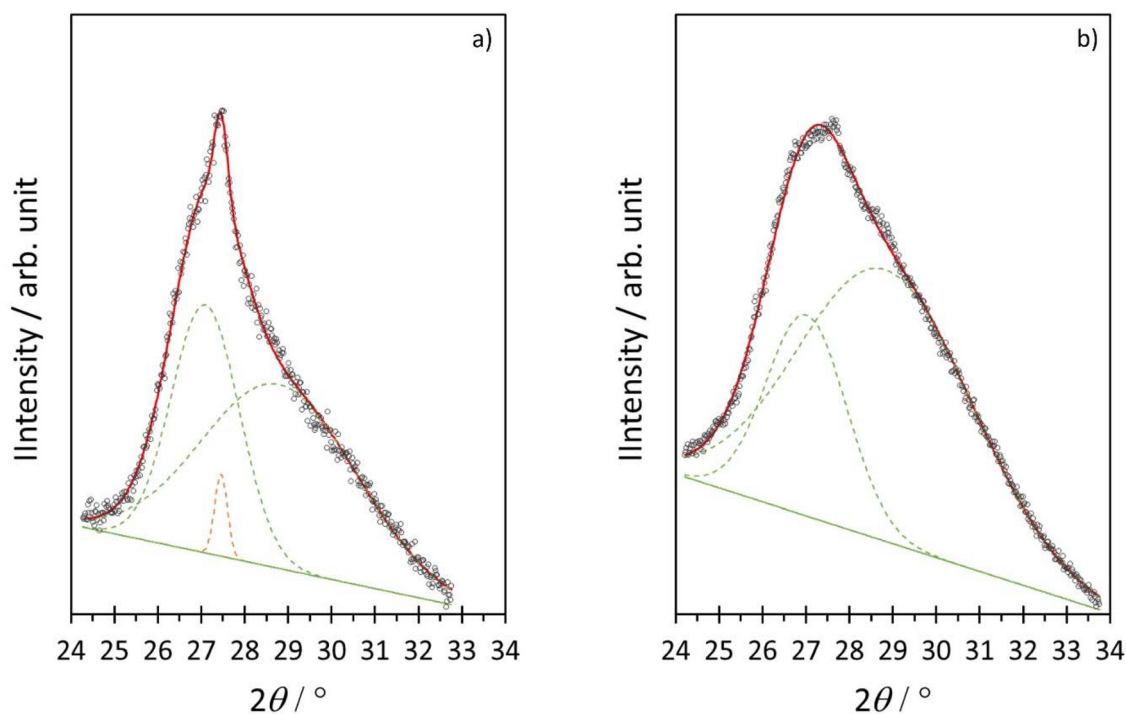 a)
IIntensity / arb. unit
24 25 26 27 28 29 30 31 32 33 34
2θ / °
b)
IIntensity / arb. unit
24 25 26 27 28 29 30 31 32 33 34
2θ / °